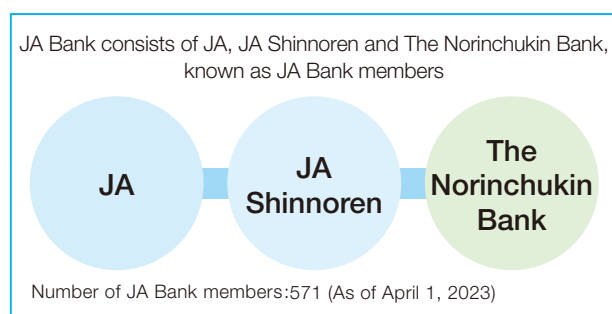 JA Bank consists of JA, JA Shinnoren and The Norinchukin Bank,
known as JA Bank members
JA
JA
Shinnoren
The
Norinchukin
Bank
Number of JA Bank members:571 (As of April 1, 2023)